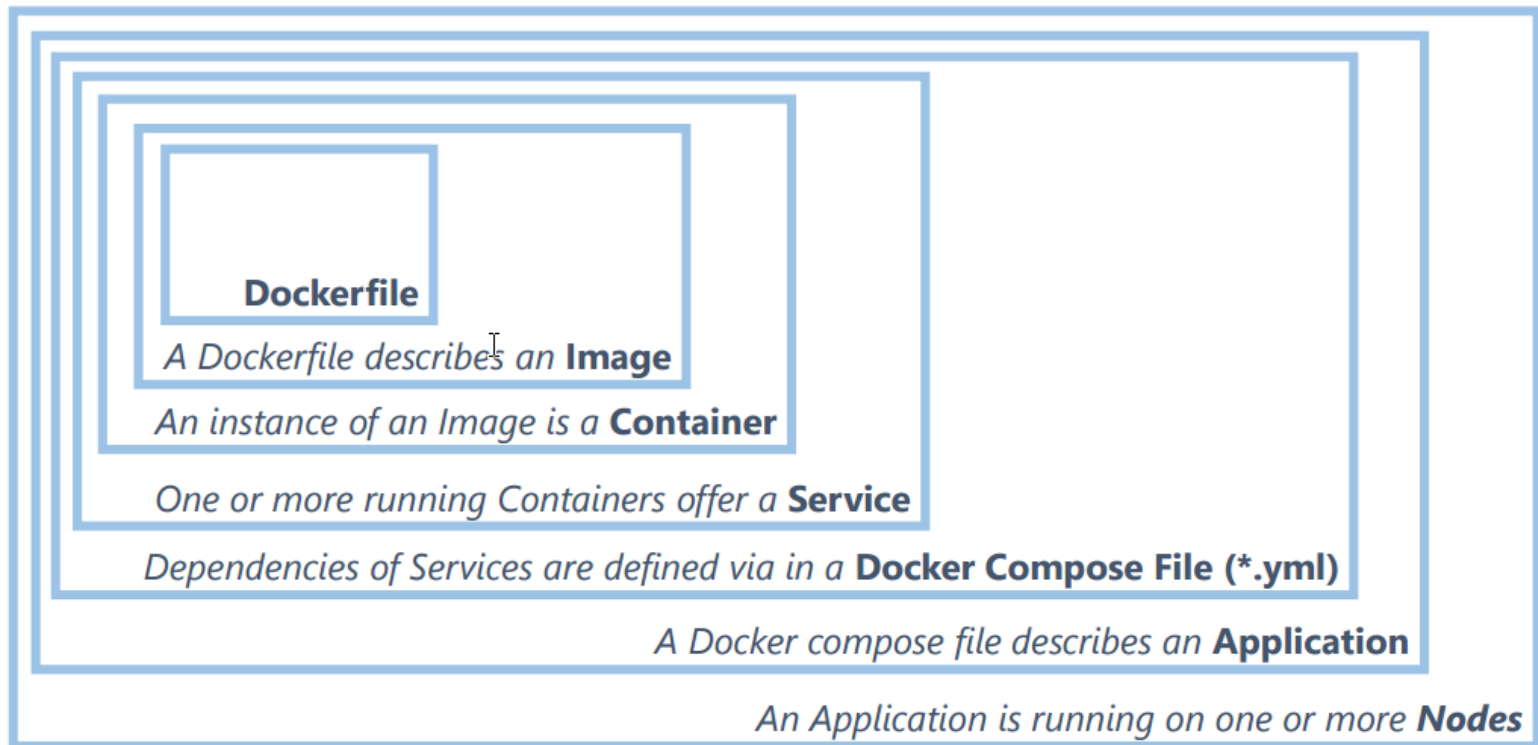 Dockerfile
A Dockerfile describes an Image
An instance of an Image is a Container
One or more running Containers offer a Service
Dependencies of Services are defined via in a Docker Compose File (*.yml)
A Docker compose file describes an Application
An Application is running on one or more Nodes